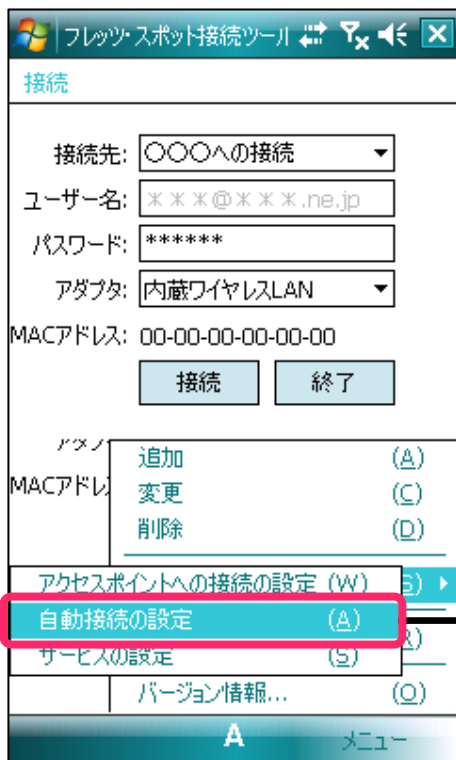 フレッツ・スポット接続ツール
接続
接続先: 〇〇〇への接続
ユーザー名: ＊＊＊@＊＊＊.ne.jp
パスワード: ******
アダプタ: 内蔵ワイヤレスLAN
MACアドレス: 00-00-00-00-00-00
接続 終了
アダプ
MACアドレ
追加 (A)
変更 (C)
削除 (D)
アクセスポイントへの接続の設定 (W) S)
自動接続の設定 (A)
サービスの設定 (S)
バージョン情報... (O)
A メニュー